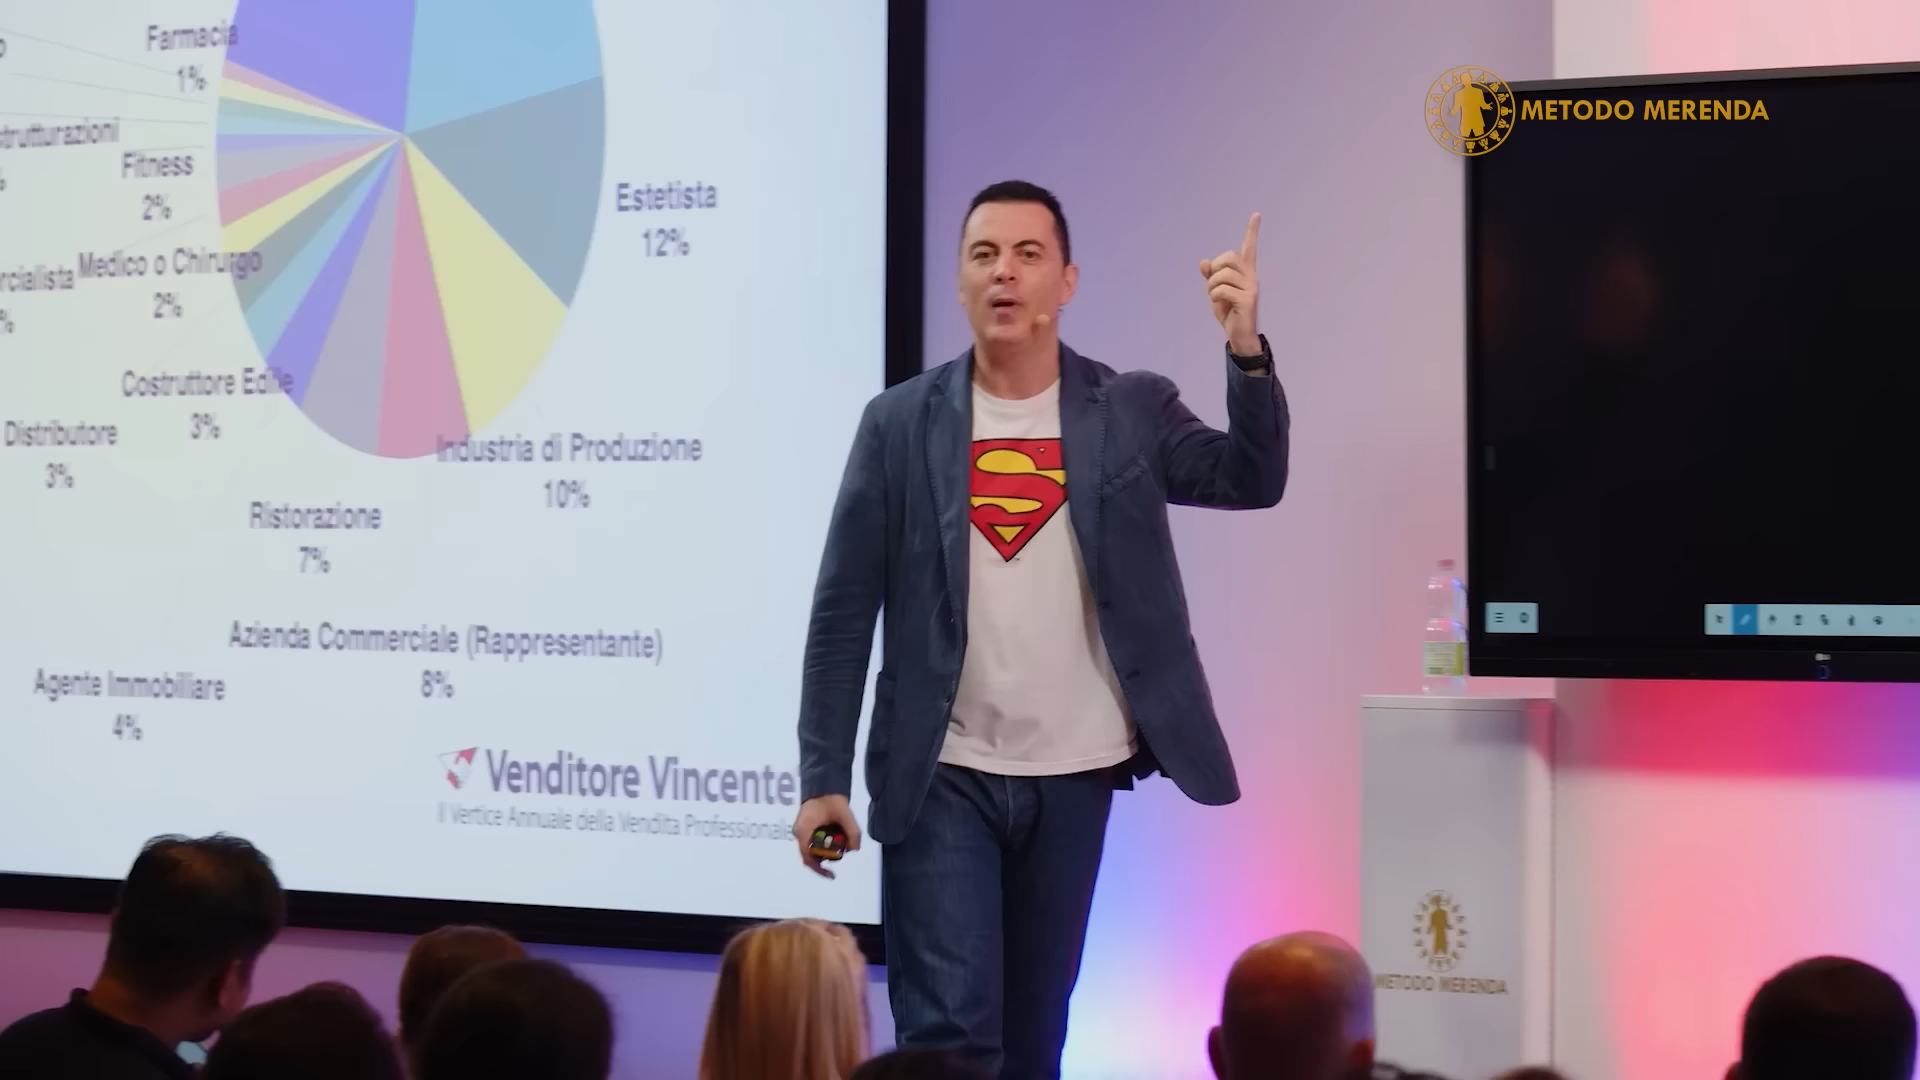 Farmacia
1%
Fitness
2%
Medico o Chirurgo
2%
Costruttore Edile
3%
Distributore
3%
Estetista
12%
Industria di Produzione
10%
Ristorazione
7%
Azienda Commerciale (Rappresentante)
8%
Agente Immobiliare
4%
Venditore Vincente
Il Vertice Annuale della Vendita Professionale
METODO MERENDA
S
METODO MERENDA